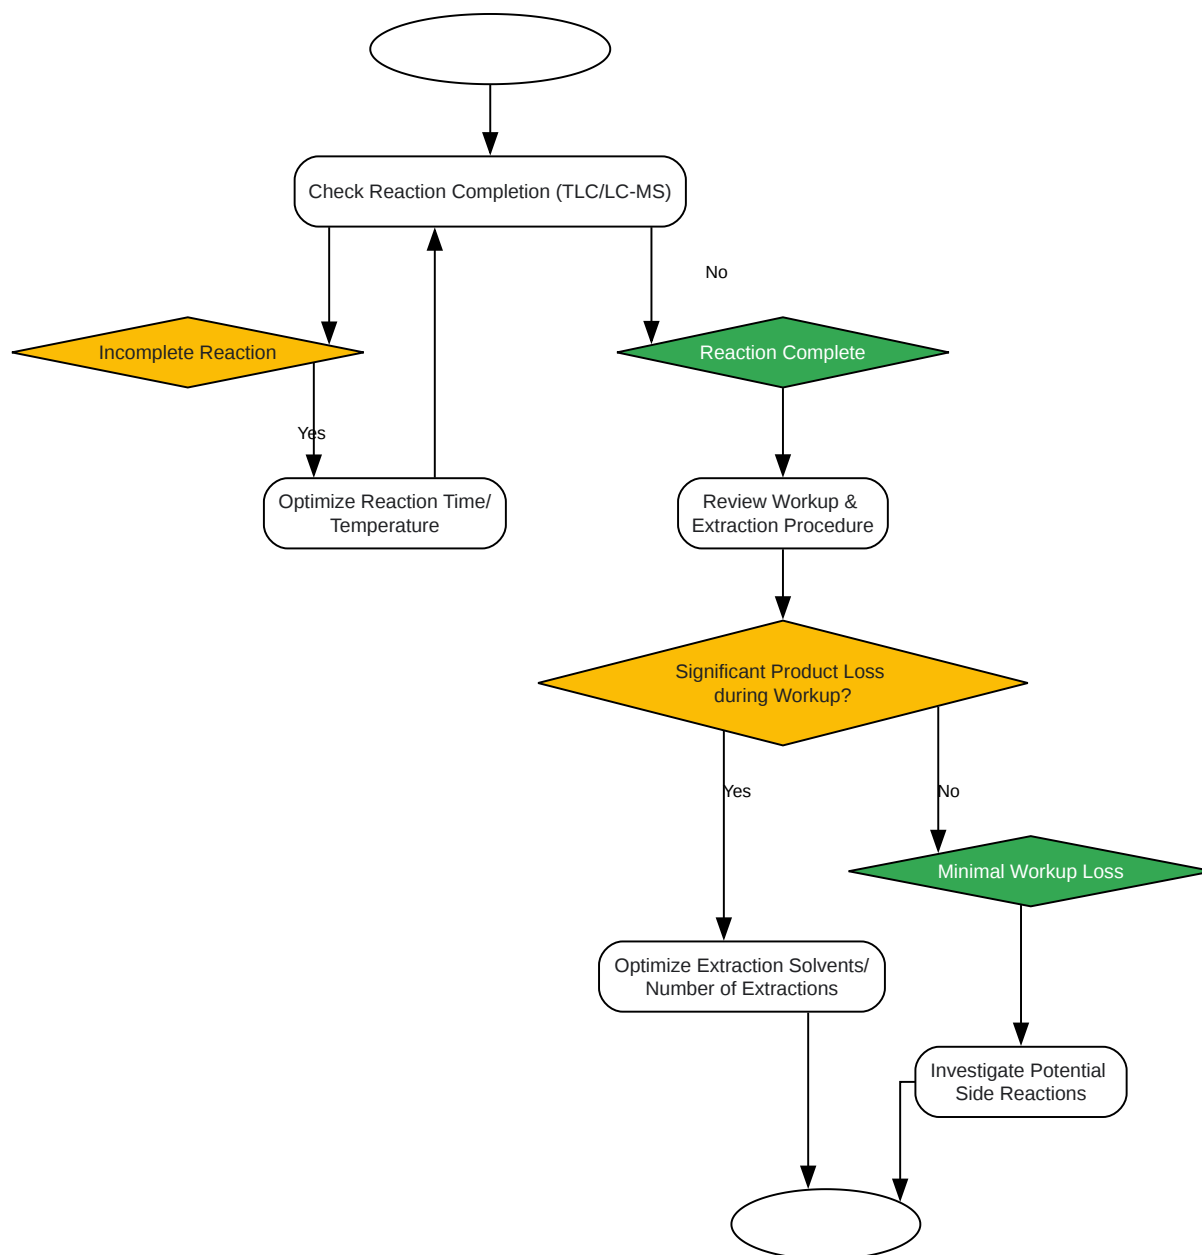 Check Reaction Completion (TLC/LC-MS)
No
Incomplete Reaction
Reaction Complete
Yes
Optimize Reaction Time/
Temperature
Review Workup &
Extraction Procedure
Significant Product Loss
during Workup?
Yes
No
Minimal Workup Loss
Optimize Extraction Solvents/
Number of Extractions
Investigate Potential
Side Reactions